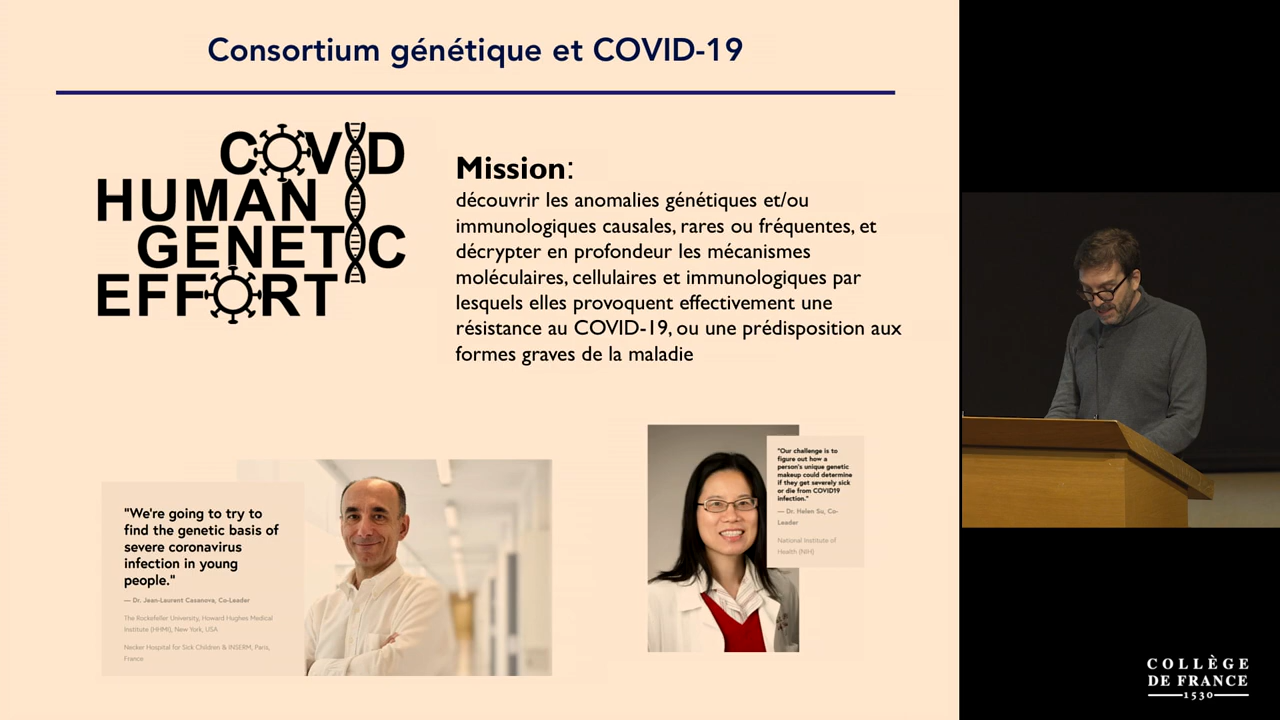 Consortium génétique et COVID-19
COVID
HUMAN
GENETIC
EFFORT
Mission:
découvrir les anomalies génétiques et/ou
immunologiques causales, rares ou fréquentes, et
décrypter en profondeur les mécanismes
moléculaires, cellulaires et immunologiques par
lesquels elles provoquent effectivement une
résistance au COVID-19, ou une prédisposition aux
formes graves de la maladie
"We're going to try to
find the genetic basis of
severe coronavirus
infection in young
people."
— Dr. Jean-Laurent Casanova, Co-Leader
The Rockefeller University, Howard Hughes Medical
Institute (HHMI), New York, USA
Necker Hospital for Sick Children & INSERM, Paris,
France
"Our challenge is to
figure out how a
person's unique genetic
makeup could determine
if they get severely sick
or die from COVID19
infection."
— Dr. Helen Su, Co-
Leader
National Institute of
Health (NIH)
COLLÈGE
DE FRANCE
1530